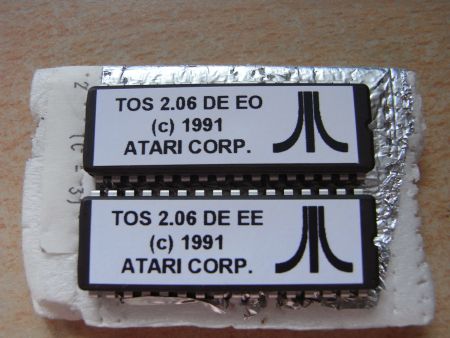 TOS 2.06 DE EO
(c) 1991
ATARI CORP.
TOS 2.06 DE EE
(c) 1991
ATARI CORP.